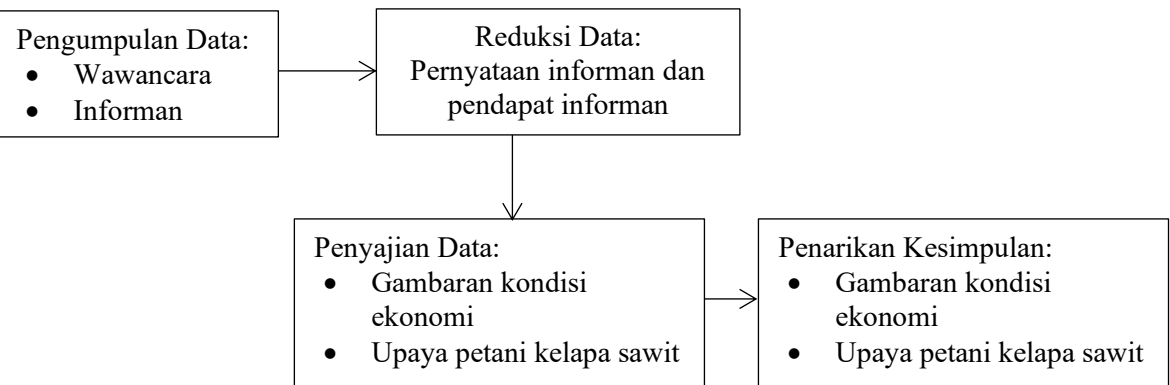 Pengumpulan Data:
• Wawancara
• Informan
Reduksi Data:
Pernyataan informan dan
pendapat informan
Penyajian Data:
• Gambaran kondisi
ekonomi
• Upaya petani kelapa sawit
Penarikan Kesimpulan:
• Gambaran kondisi
ekonomi
• Upaya petani kelapa sawit